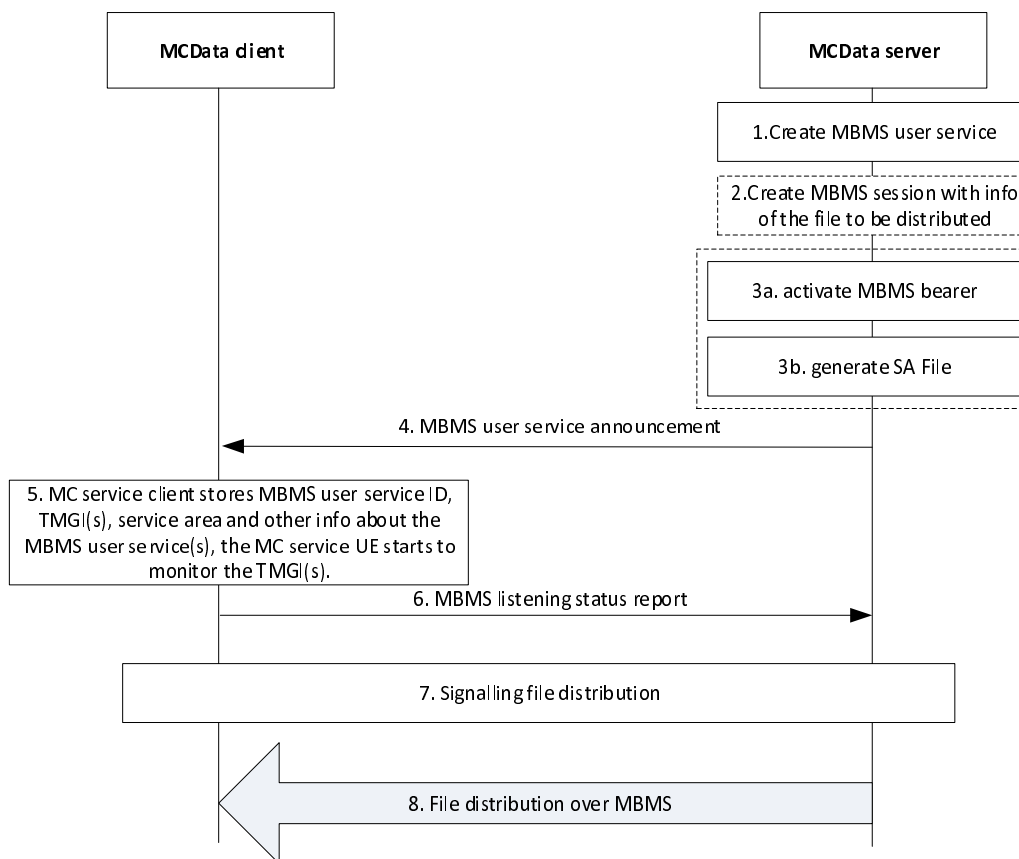 MCData client
MCData server
1.Create MBMS user service
2.Create MBMS session with info
of the file to be distributed
3a. activate MBMS bearer
3b. generate SA File
4. MBMS user service announcement
5. MC service client stores MBMS user service ID,
TMGI(s), service area and other info about the
MBMS user service(s), the MC service UE starts to
monitor the TMGI(s).
6. MBMS listening status report
7. Signalling file distribution
8. File distribution over MBMS